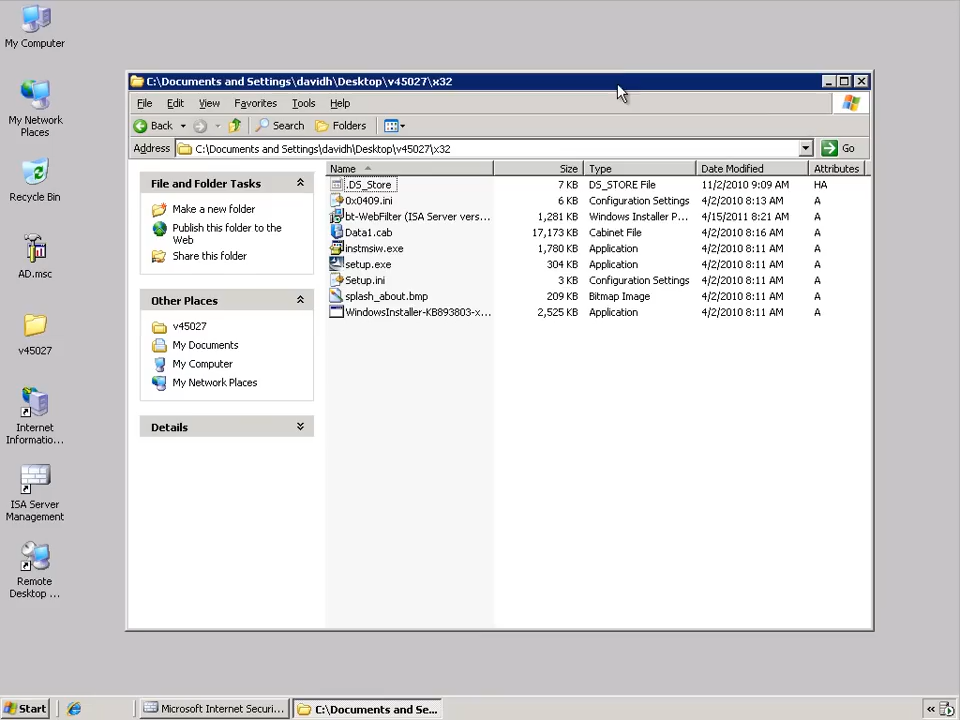 My Computer
My Network
Places
Recycle Bin
AD.msc
v45027
Internet
Informatio...
ISA Server
Management
Remote
Desktop ...
C:\Documents and Settings\davidh\Desktop\v45027\x32
File Edit View Favorites Tools Help
Back Search Folders
Address C:\Documents and Settings\davidh\Desktop\v45027\x32 Go
File and Folder Tasks
Make a new folder
Publish this folder to the
Web
Share this folder
Other Places
v45027
My Documents
My Computer
My Network Places
Details
Name Size Type Date Modified Attributes
.DS_Store 7 KB DS_STORE File 11/2/2010 9:09 AM HA
0x0409.ini 6 KB Configuration Settings 4/2/2010 8:13 AM A
bt-WebFilter (ISA Server vers... 1,281 KB Windows Installer P... 4/15/2011 8:21 AM A
Data1.cab 17,173 KB Cabinet File 4/2/2010 8:16 AM A
instmsiw.exe 1,780 KB Application 4/2/2010 8:11 AM A
setup.exe 304 KB Application 4/2/2010 8:11 AM A
Setup.ini 3 KB Configuration Settings 4/2/2010 8:11 AM A
splash_about.bmp 209 KB Bitmap Image 4/2/2010 8:11 AM A
WindowsInstaller-KB893803-x... 2,525 KB Application 4/2/2010 8:11 AM A
Start Microsoft Internet Securi... C:\Documents and Se... «